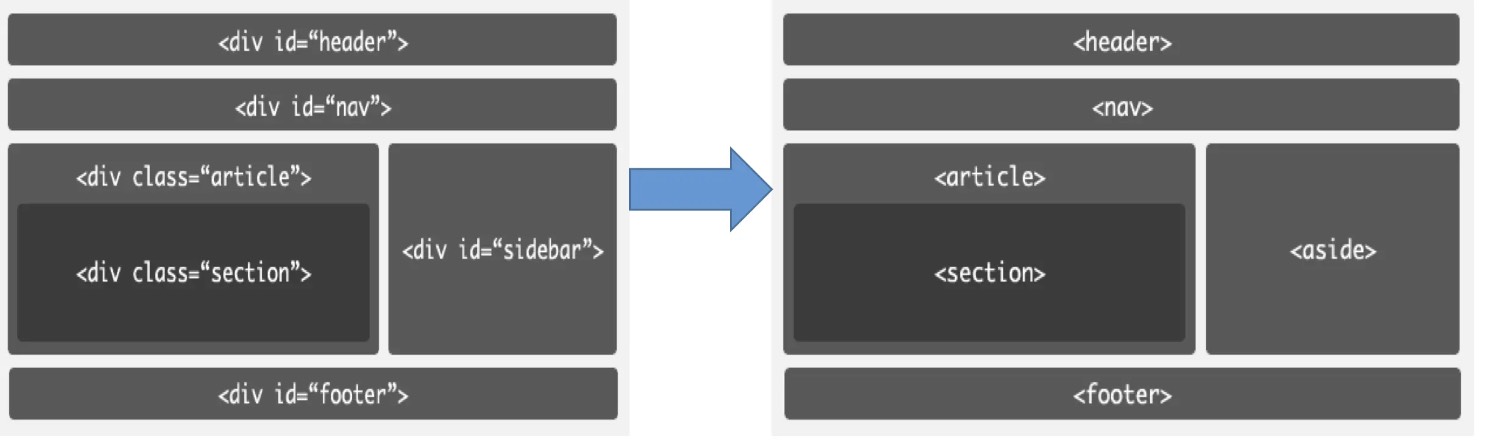 <div id=“header”>
<div id=“nav”>
<div class=“article”>
<div class=“section”>
<div id=“sidebar”>
<div id=“footer”>
<header>
<nav>
<article>
<section>
<aside>
<footer>